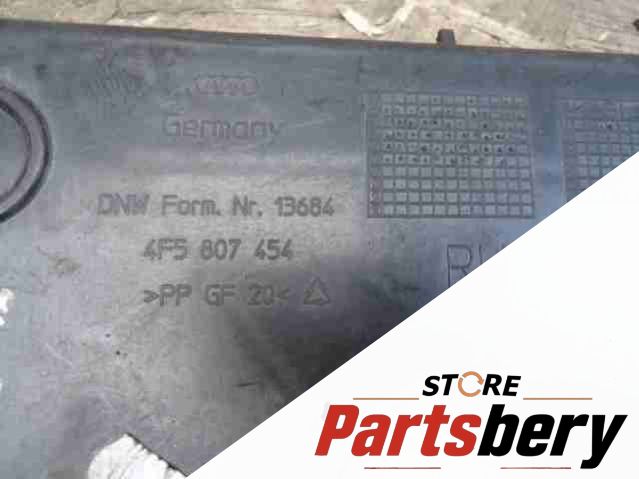 Germany
DNW Form. Nr. 13684
4F5 807 454
>PP GF 20<
STORE
Partsbery